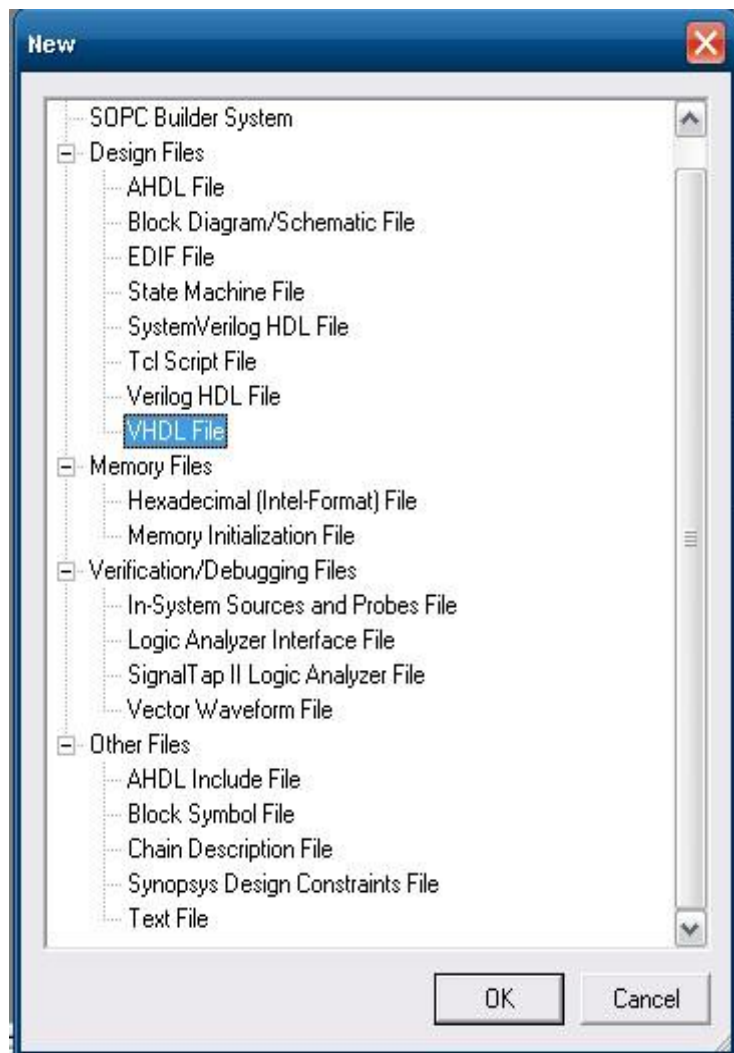 New
SOPC Builder System
Design Files
AHDL File
Block Diagram/Schematic File
EDIF File
State Machine File
SystemVerilog HDL File
Tcl Script File
Verilog HDL File
VHDL File
Memory Files
Hexadecimal (Intel-Format) File
Memory Initialization File
Verification/Debugging Files
In-System Sources and Probes File
Logic Analyzer Interface File
SignalTap II Logic Analyzer File
Vector Waveform File
Other Files
AHDL Include File
Block Symbol File
Chain Description File
Synopsys Design Constraints File
Text File
OK Cancel